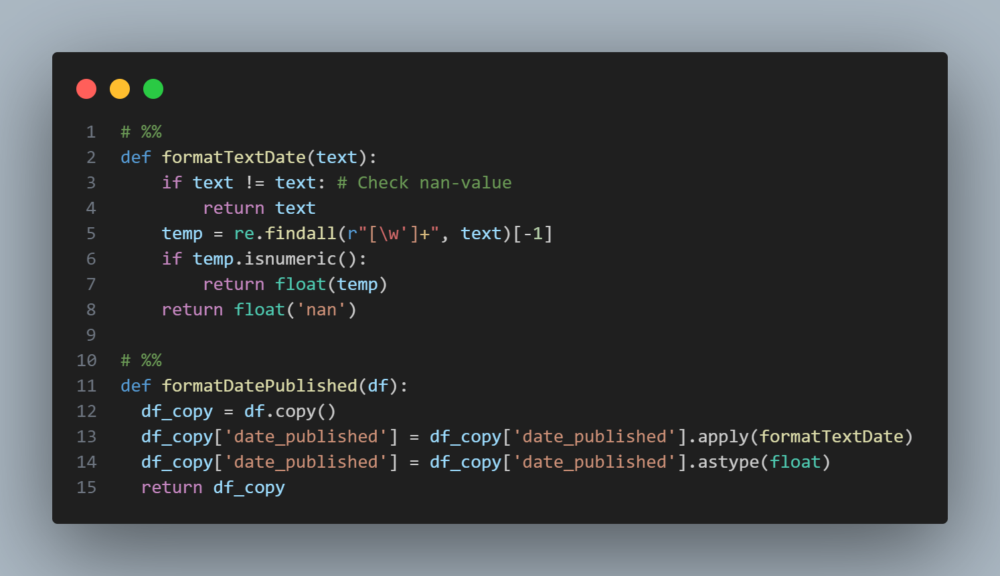 1 # %%
2 def formatTextDate(text):
3     if text != text: # Check nan-value
4         return text
5     temp = re.findall(r"[\w']+", text)[-1]
6     if temp.isnumeric():
7         return float(temp)
8     return float('nan')
9
10 # %%
11 def formatDatePublished(df):
12   df_copy = df.copy()
13   df_copy['date_published'] = df_copy['date_published'].apply(formatTextDate)
14   df_copy['date_published'] = df_copy['date_published'].astype(float)
15   return df_copy